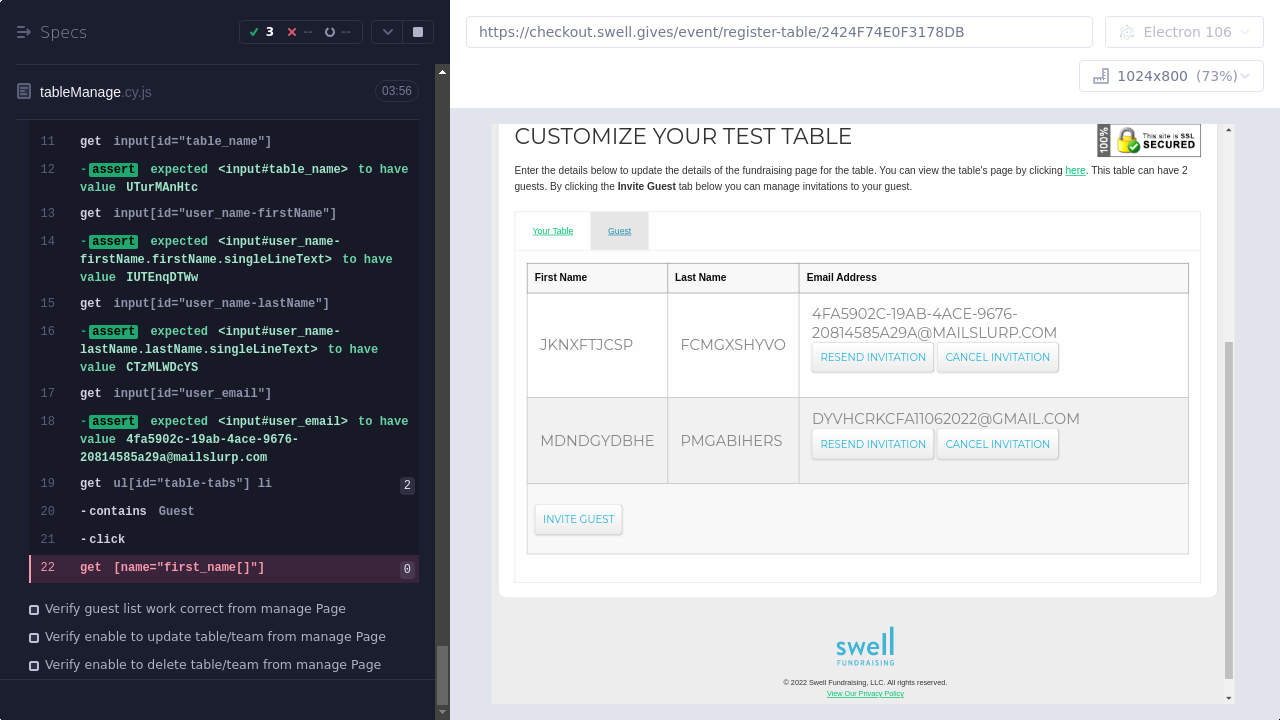 Specs
3 -- --
tableManage.cy.js 03:56
11 get input[id="table_name"]
12 -assert expected <input#table_name> to have
value UTurMAnHtc
13 get input[id="user_name-firstName"]
14 -assert expected <input#user_name-
firstName.firstName.singleLineText> to have
value IUTEnqDTWw
15 get input[id="user_name-lastName"]
16 -assert expected <input#user_name-
lastName.lastName.singleLineText> to have
value CTzMLWDcYS
17 get input[id="user_email"]
18 -assert expected <input#user_email> to have
value 4fa5902c-19ab-4ace-9676-
20814585a29a@mailslurp.com
19 get ul[id="table-tabs"] li 2
20 -contains Guest
21 -click
22 get [name="first_name[]"] 0
Verify guest list work correct from manage Page
Verify enable to update table/team from manage Page
Verify enable to delete table/team from manage Page
https://checkout.swell.gives/event/register-table/2424F74E0F3178DB
Electron 106
1024x800 (73%)
CUSTOMIZE YOUR TEST TABLE
100% This site is SSL
SECURED
Enter the details below to update the details of the fundraising page for the table. You can view the table's page by clicking here. This table can have 2
guests. By clicking the Invite Guest tab below you can manage invitations to your guest.
Your Table Guest
First Name Last Name Email Address
JKNXFTJCSP FCMGXSHYVO 4FA5902C-19AB-4ACE-9676-
20814585A29A@MAILSLURP.COM
RESEND INVITATION CANCEL INVITATION
MDNDGYDBHE PMGABIHERS DYVHCRKCFA11062022@GMAIL.COM
RESEND INVITATION CANCEL INVITATION
INVITE GUEST
swell
FUNDRAISING
© 2022 Swell Fundraising, LLC. All rights reserved.
View Our Privacy Policy